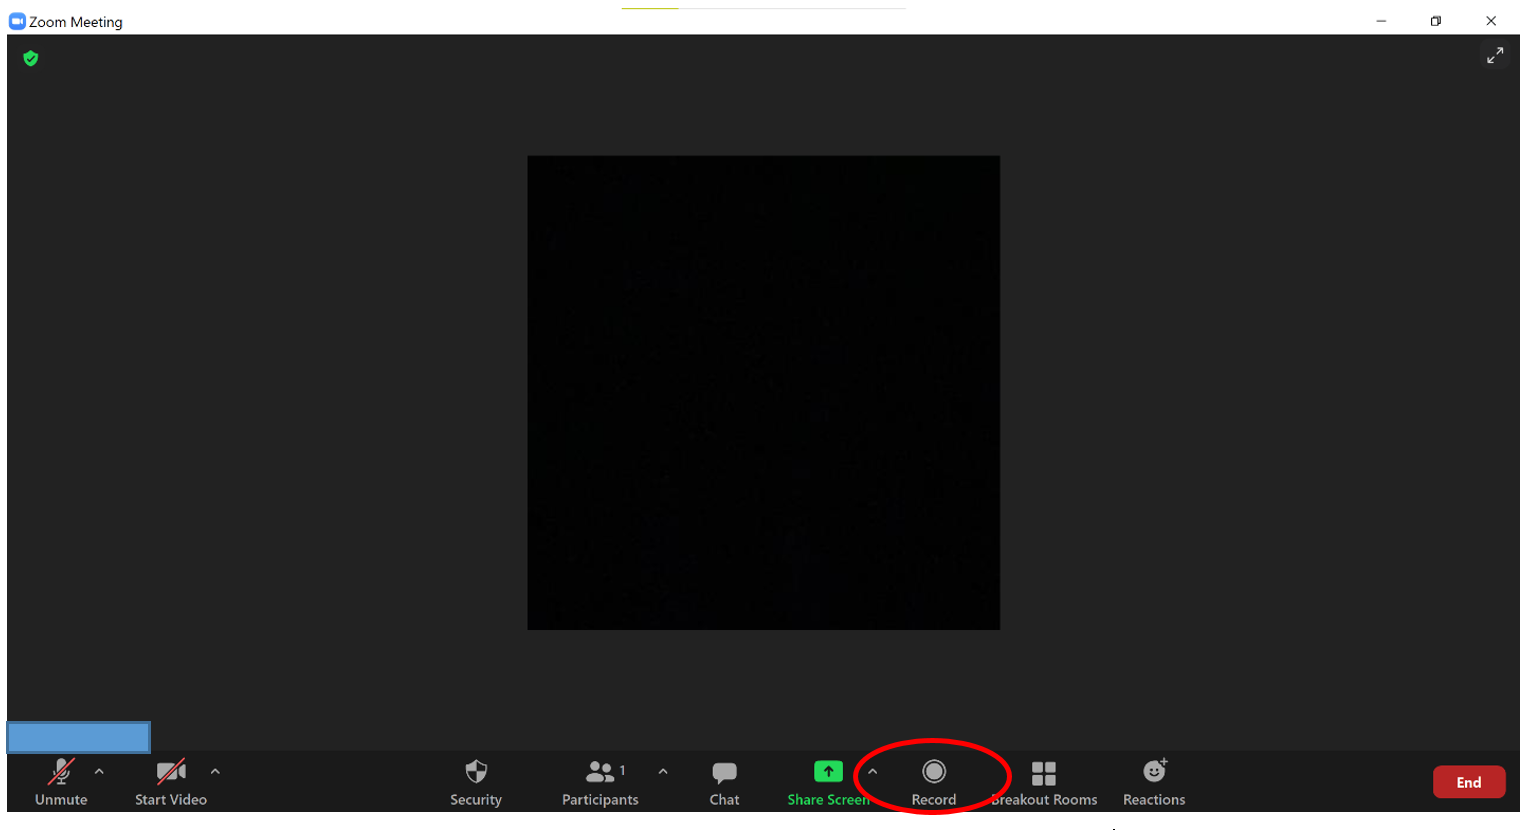 Zoom Meeting
Unmute
Start Video
Security
Participants 1
Chat
Share Screen
Record
Breakout Rooms
Reactions
End